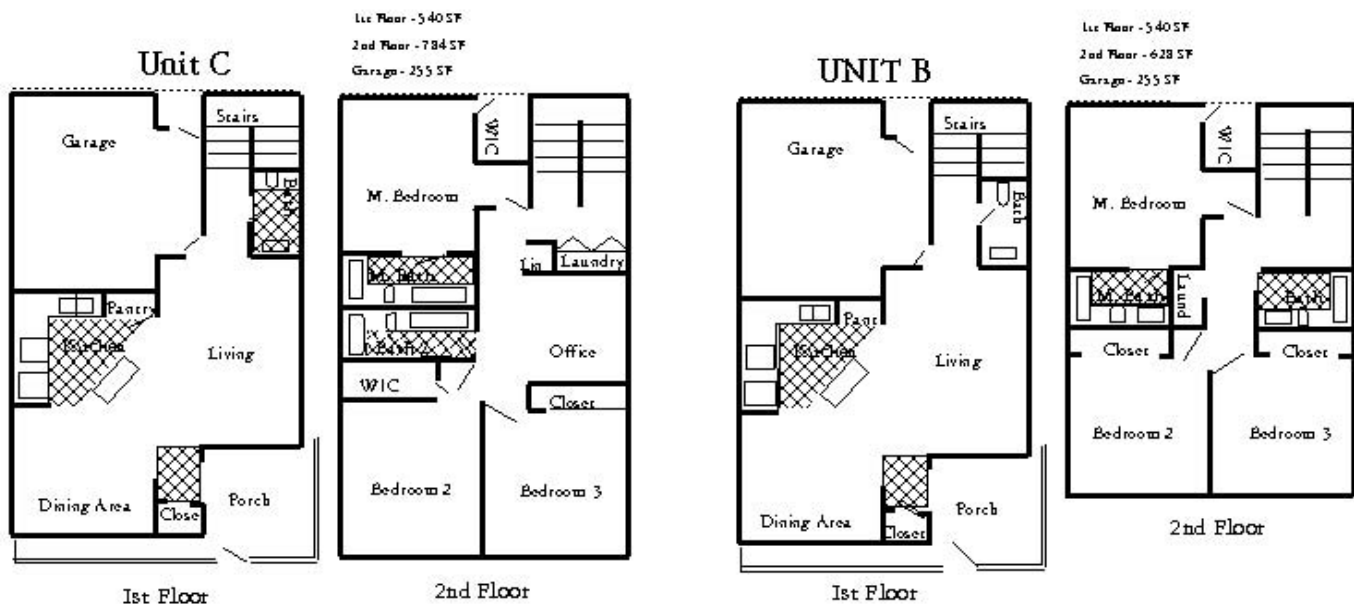 1st Floor - 540 SF
2nd Floor - 784 SF
Garage - 255 SF
Unit C
Stairs
Garage
Bath
Pantry
Kitchen
Living
Dining Area
Close
Porch
1st Floor
WIC
M. Bedroom
Lin
Laundry
M. Bath
Bath
Office
WIC
Closet
Bedroom 2
Bedroom 3
2nd Floor
1st Floor - 540 SF
2nd Floor - 628 SF
Garage - 255 SF
UNIT B
Stairs
Garage
Bath
Pant
Kitchen
Living
Dining Area
Closet
Porch
1st Floor
WIC
M. Bedroom
M. Bath
Laund
Bath
Closet
Closet
Bedroom 2
Bedroom 3
2nd Floor